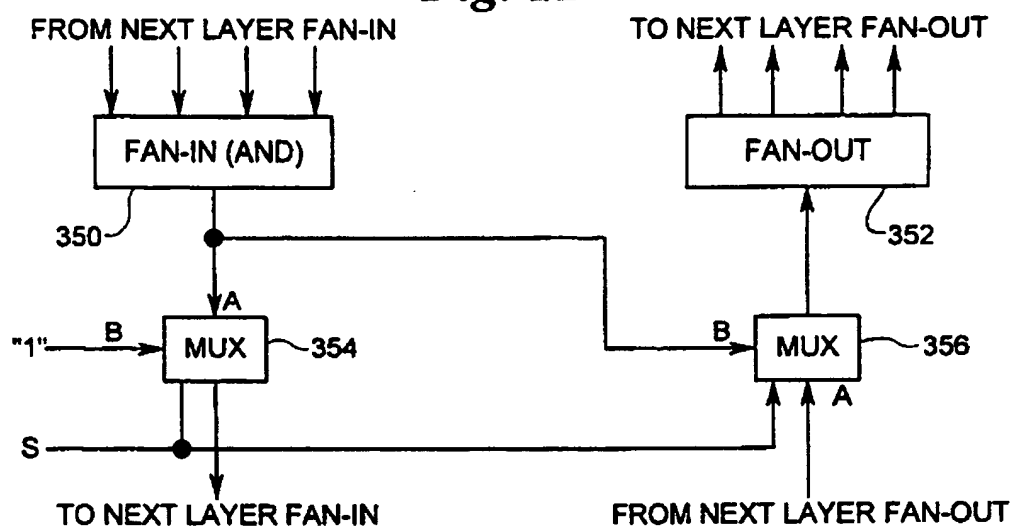 FROM NEXT LAYER FAN-IN
TO NEXT LAYER FAN-OUT
FAN-IN (AND)
FAN-OUT
350
352
A
"1"
B
MUX
354
B
MUX
356
A
S
TO NEXT LAYER FAN-IN
FROM NEXT LAYER FAN-OUT